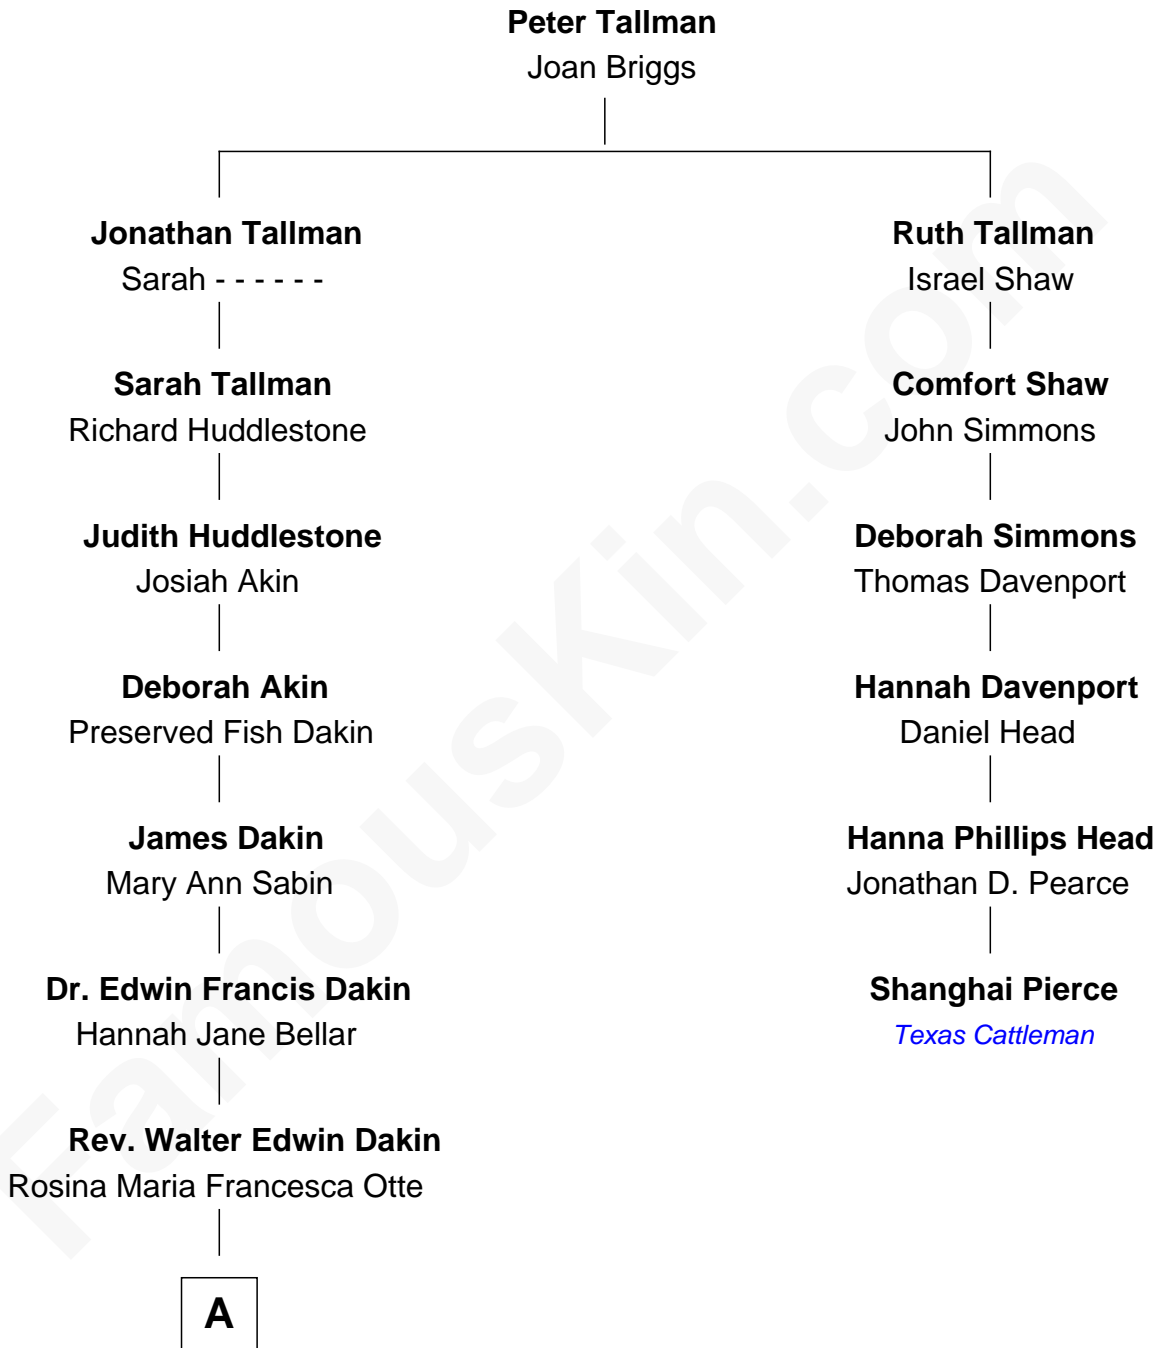 Peter Tallman
Joan Briggs
Jonathan Tallman
Sarah - - - - - -
Ruth Tallman
Israel Shaw
Sarah Tallman
Richard Huddlestone
Comfort Shaw
John Simmons
Judith Huddlestone
Josiah Akin
Deborah Simmons
Thomas Davenport
Deborah Akin
Preserved Fish Dakin
Hannah Davenport
Daniel Head
James Dakin
Mary Ann Sabin
Hanna Phillips Head
Jonathan D. Pearce
Dr. Edwin Francis Dakin
Hannah Jane Bellar
Shanghai Pierce
Texas Cattleman
Rev. Walter Edwin Dakin
Rosina Maria Francesca Otte
A
FamousKin.com